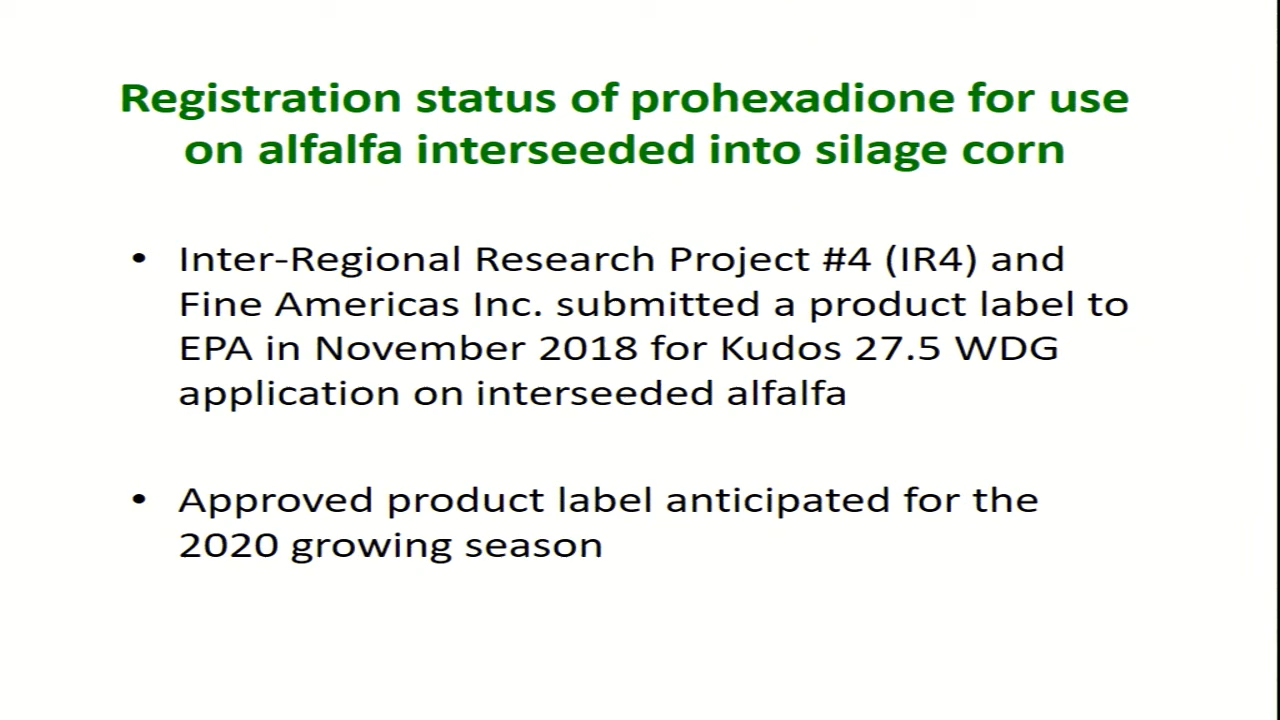 Registration status of prohexadione for use
on alfalfa interseeded into silage corn
• Inter-Regional Research Project #4 (IR4) and
Fine Americas Inc. submitted a product label to
EPA in November 2018 for Kudos 27.5 WDG
application on interseeded alfalfa
• Approved product label anticipated for the
2020 growing season